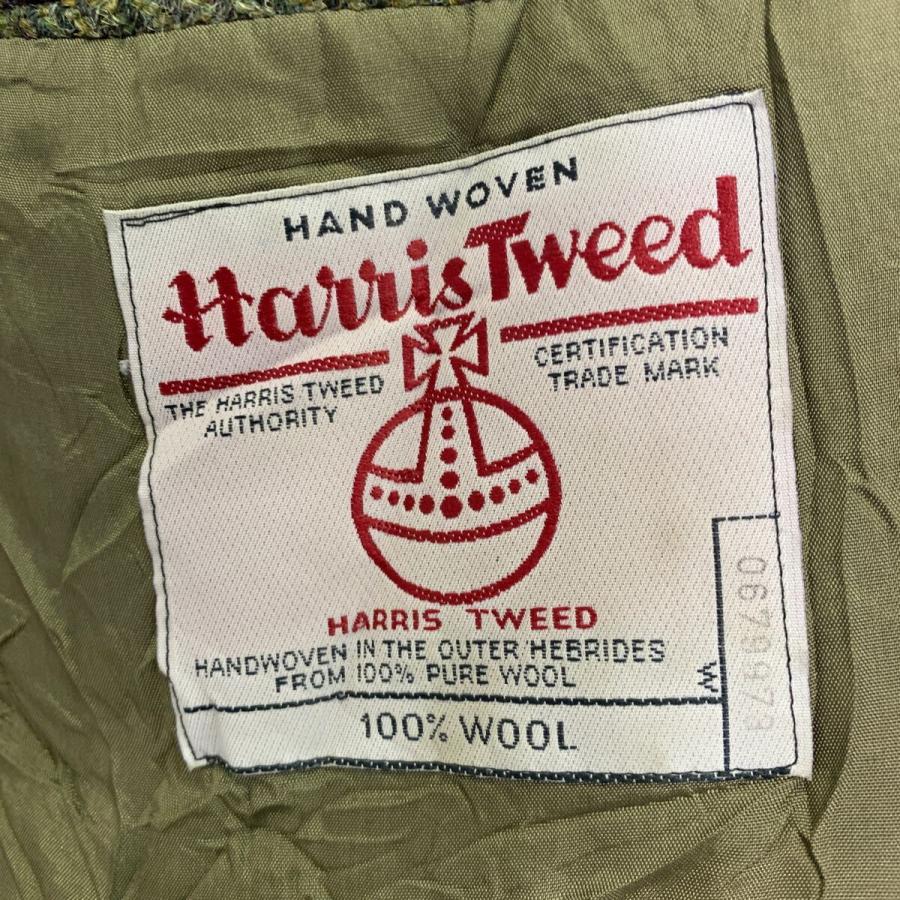 HAND WOVEN
Harris Tweed
THE HARRIS TWEED
AUTHORITY
CERTIFICATION
TRADE MARK
HARRIS TWEED
HANDWOVEN IN THE OUTER HEBRIDES
FROM 100% PURE WOOL
100% WOOL
W